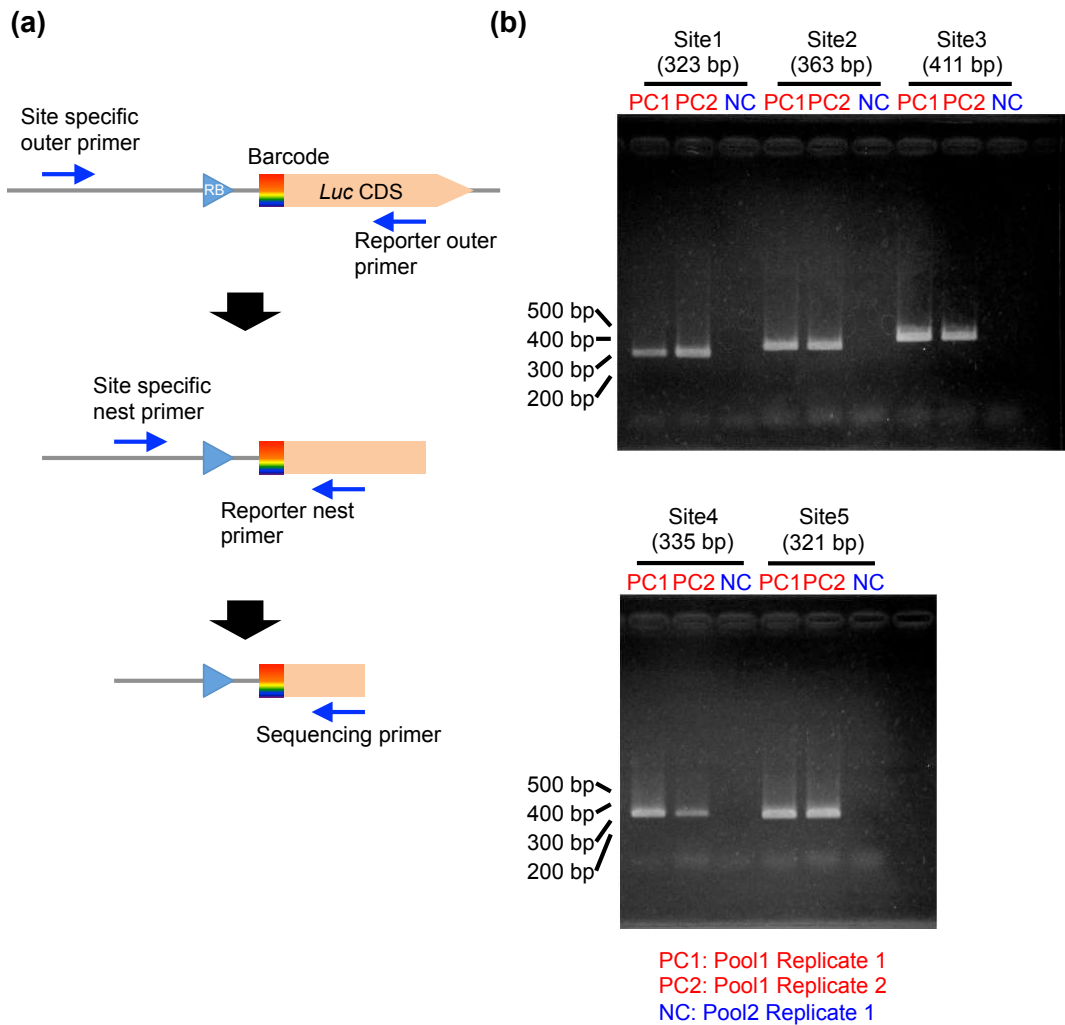 (a)
Site specific
outer primer
Barcode
RB
Luc CDS
Reporter outer
primer
Site specific
nest primer
Reporter nest
primer
Sequencing primer
(b)
Site1 Site2 Site3
(323 bp) (363 bp) (411 bp)
PC1 PC2 NC PC1 PC2 NC PC1 PC2 NC
500 bp
400 bp
300 bp
200 bp
Site4 Site5
(335 bp) (321 bp)
PC1 PC2 NC PC1 PC2 NC
500 bp
400 bp
300 bp
200 bp
PC1: Pool1 Replicate 1
PC2: Pool1 Replicate 2
NC: Pool2 Replicate 1